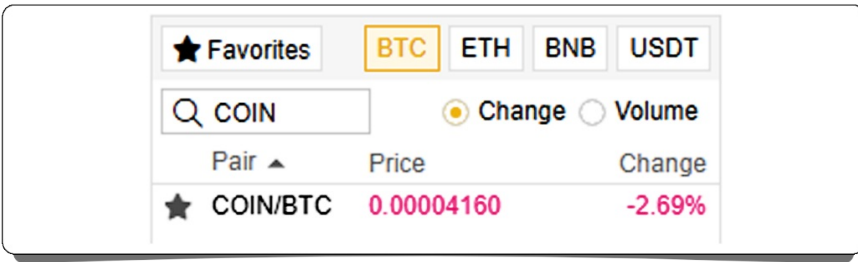 Favorites BTC ETH BNB USDT
COIN Change Volume
Pair Price Change
COIN/BTC 0.00004160 -2.69%